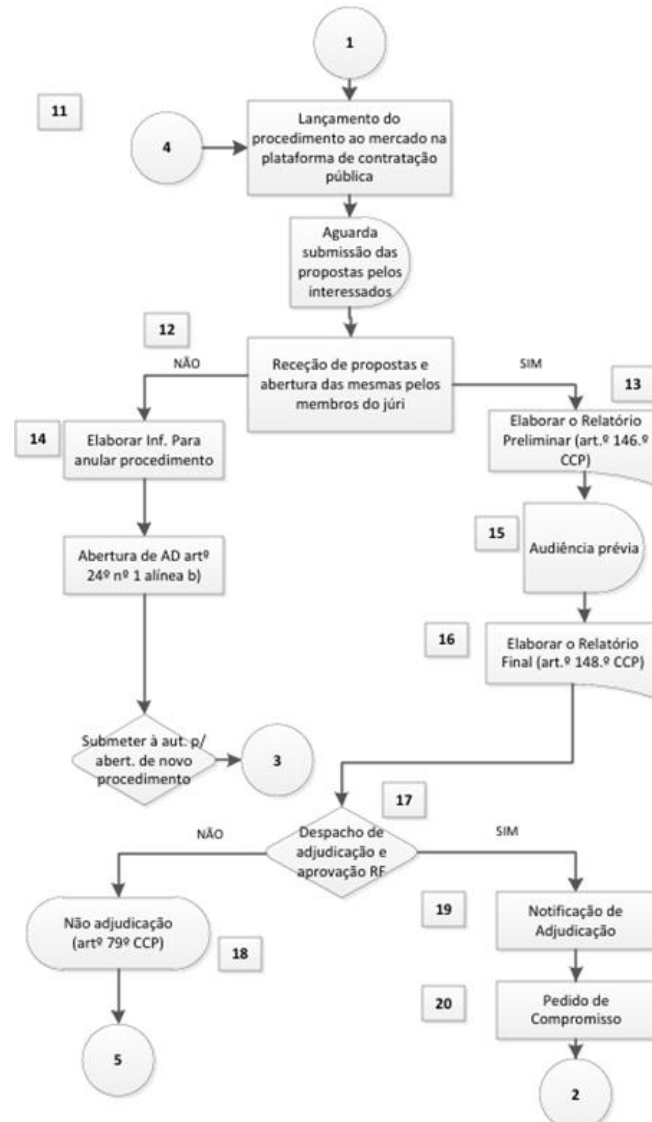 1
11
Lançamento do
procedimento ao mercado na
plataforma de contratação
pública
4
Aguarda
submissão das
propostas pelos
interessados
12
NÃO
Receção de propostas e
abertura das mesmas pelos
membros do júri
SIM
13
14
Elaborar Inf. Para
anular procedimento
Elaborar o Relatório
Preliminar (art.º 146.º
CCP)
Abertura de AD artº
24º nº 1 alínea b)
15
Audiência prévia
16
Elaborar o Relatório
Final (art.º 148.º CCP)
Submeter à aut. p/
abert. de novo
procedimento
3
17
NÃO
Despacho de
adjudicação e
aprovação RF
SIM
Não adjudicação
(artº 79º CCP)
18
19
Notificação de
Adjudicação
20
Pedido de
Compromisso
5
2